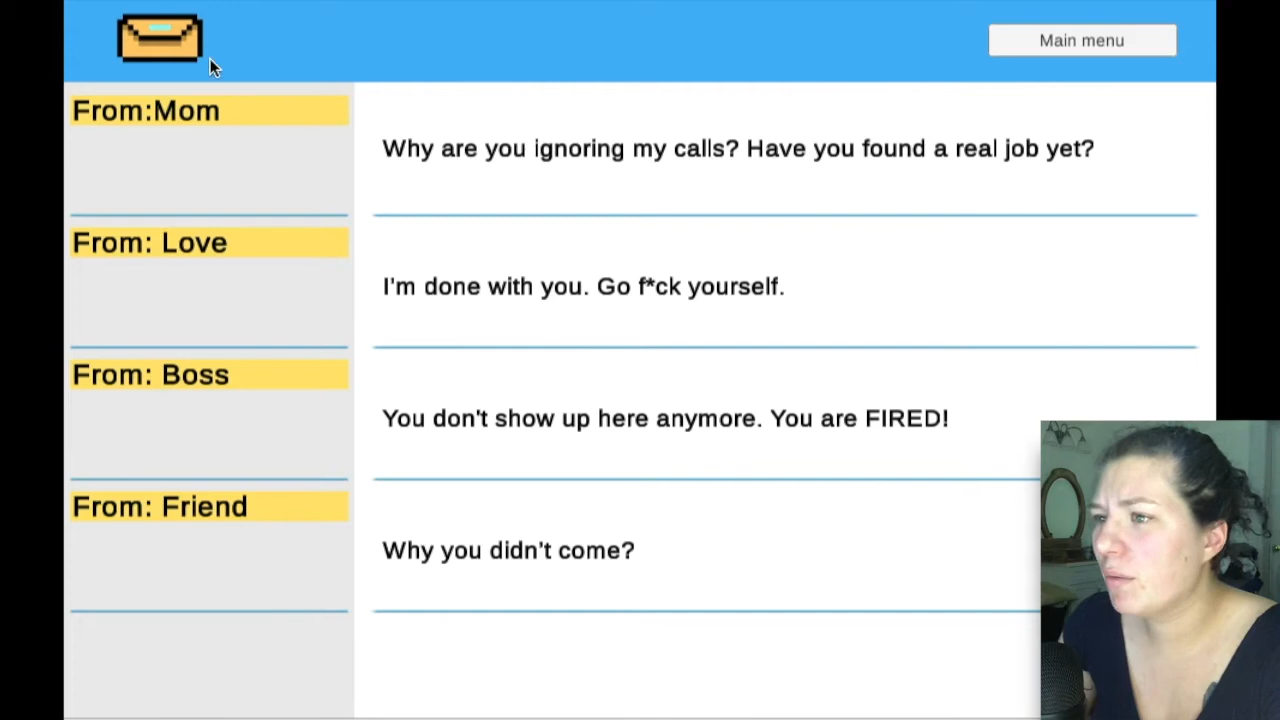 Main menu
From:Mom
Why are you ignoring my calls? Have you found a real job yet?
From: Love
I'm done with you. Go f*ck yourself.
From: Boss
You don't show up here anymore. You are FIRED!
From: Friend
Why you didn't come?